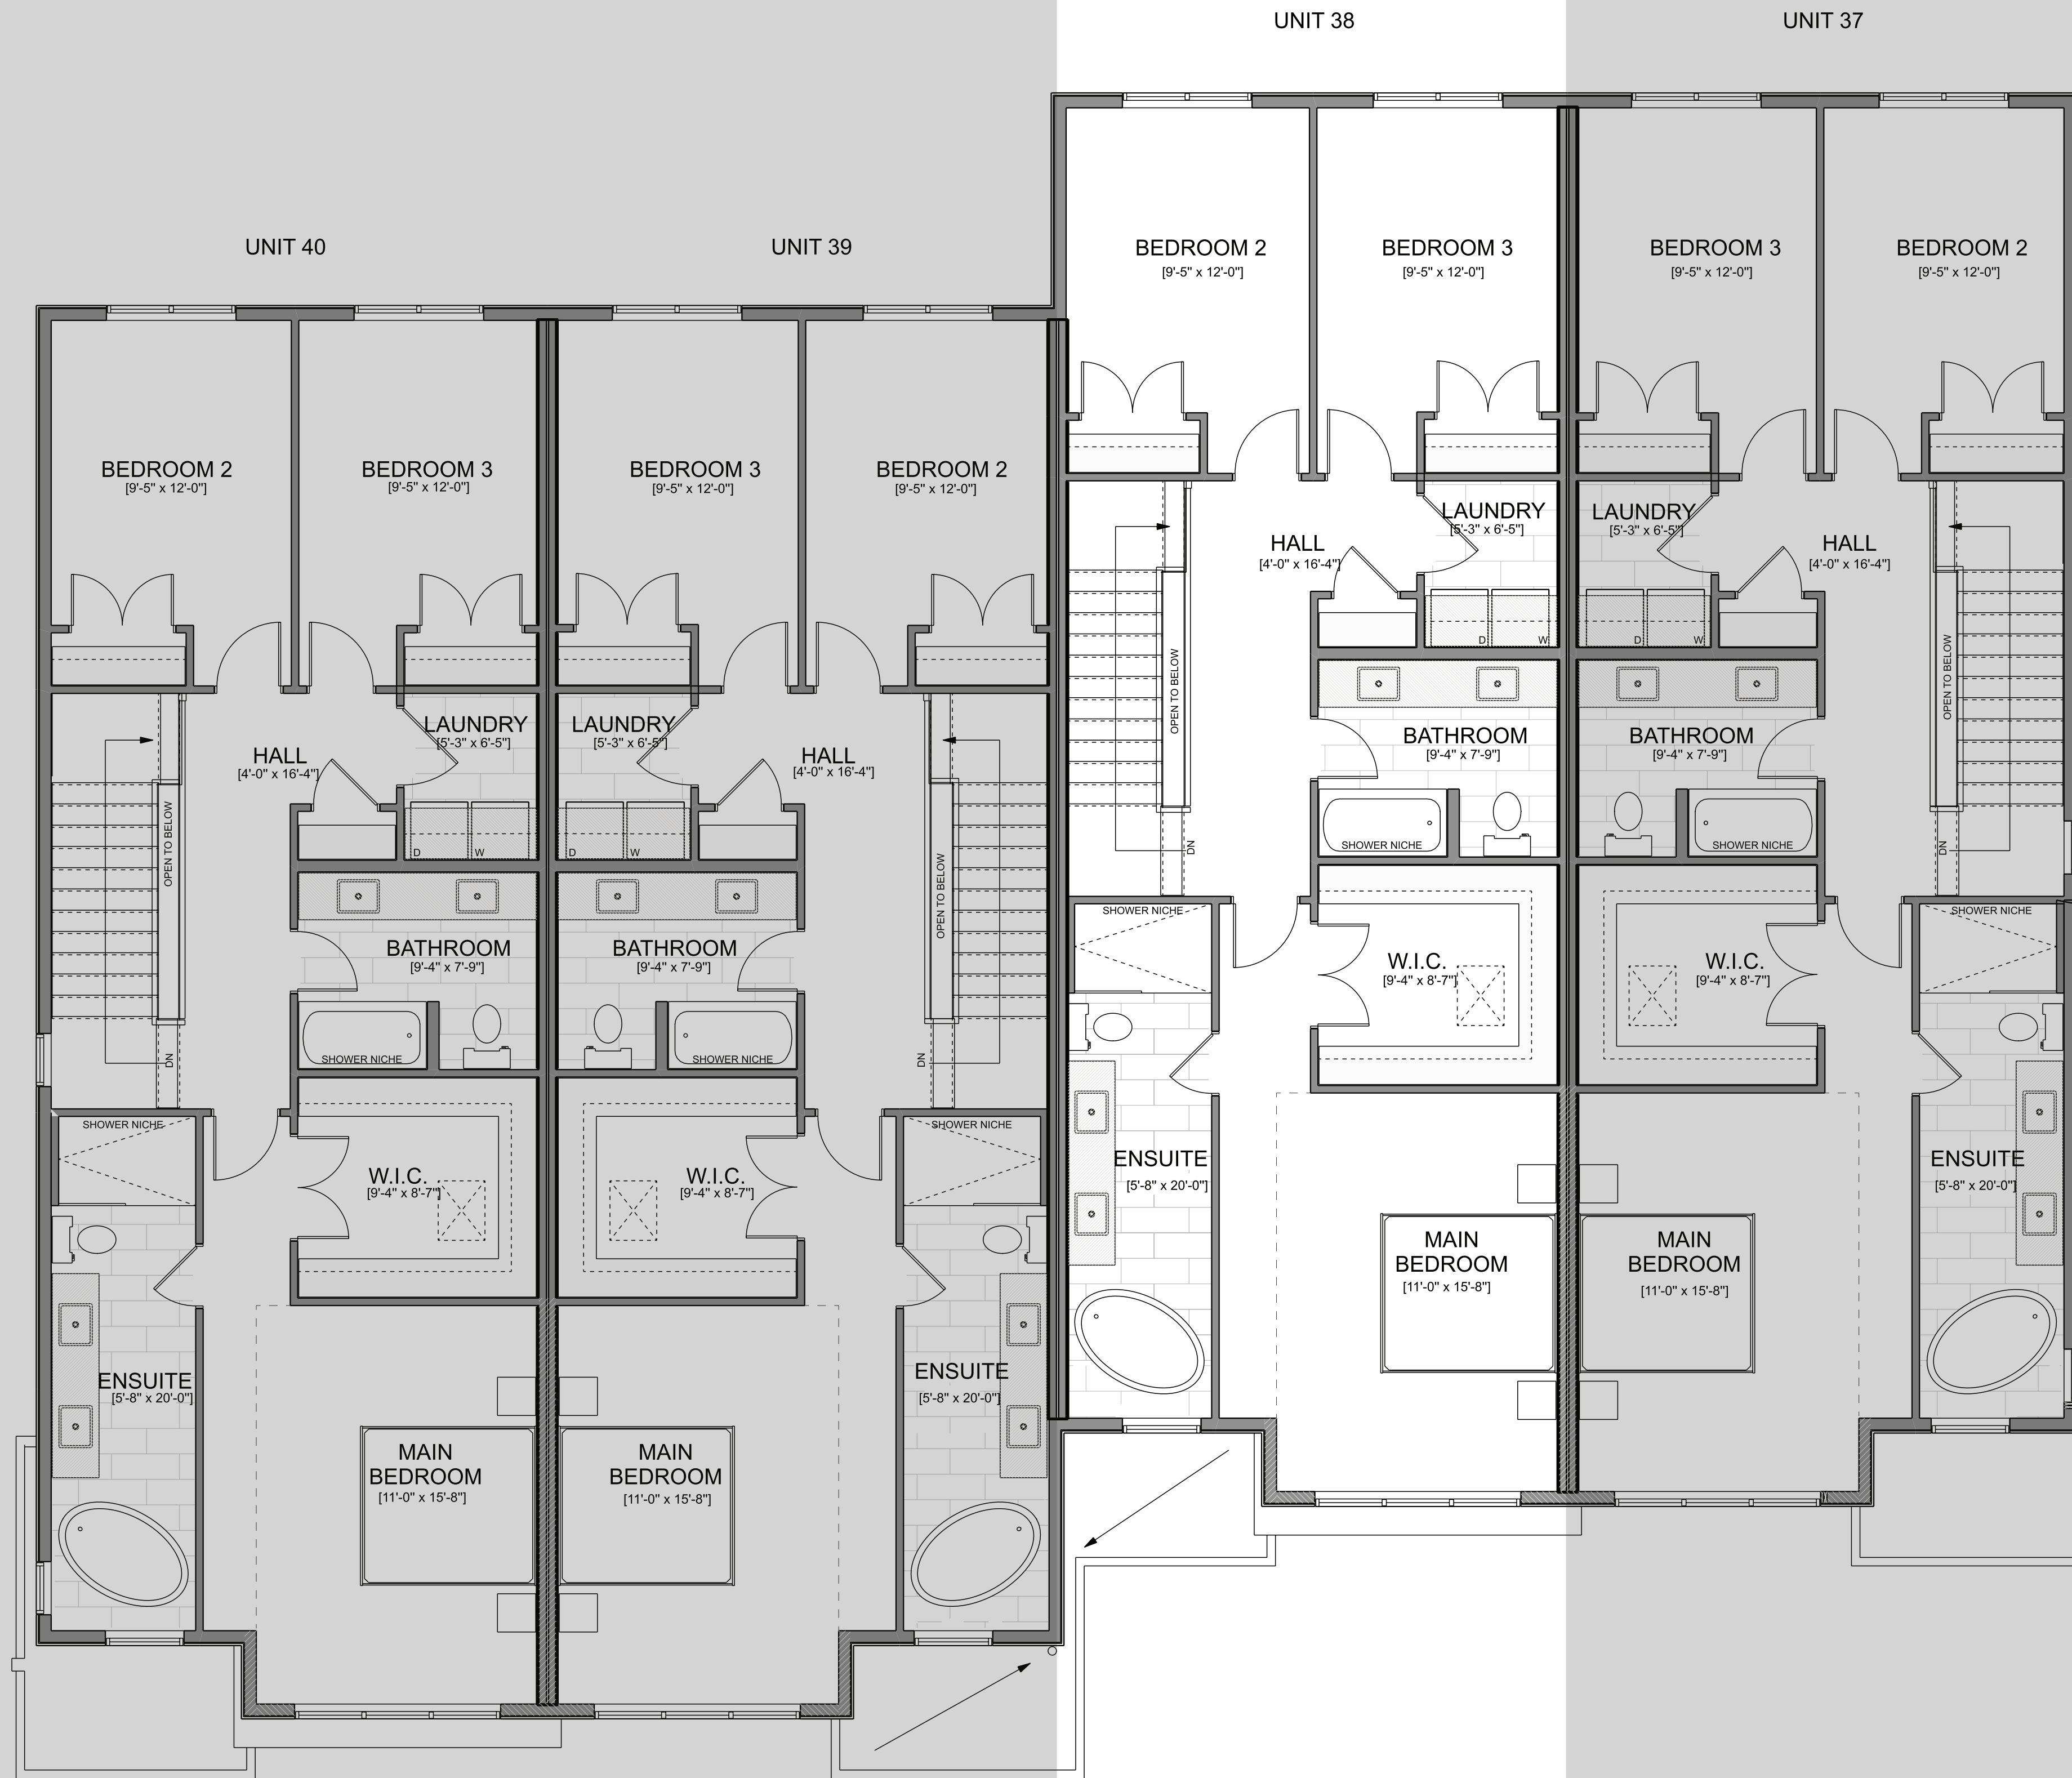 UNIT 38
UNIT 37
UNIT 40
UNIT 39
BEDROOM 2
[9'-5" x 12'-0"]
BEDROOM 3
[9'-5" x 12'-0"]
BEDROOM 3
[9'-5" x 12'-0"]
BEDROOM 2
[9'-5" x 12'-0"]
BEDROOM 2
[9'-5" x 12'-0"]
BEDROOM 3
[9'-5" x 12'-0"]
BEDROOM 3
[9'-5" x 12'-0"]
BEDROOM 2
[9'-5" x 12'-0"]
LAUNDRY
[5'-3" x 6'-5"]
LAUNDRY
[5'-3" x 6'-5"]
HALL
[4'-0" x 16'-4"]
HALL
[4'-0" x 16'-4"]
D
W
D
W
OPEN TO BELOW
OPEN TO BELOW
LAUNDRY
[5'-3" x 6'-5"]
LAUNDRY
[5'-3" x 6'-5"]
HALL
[4'-0" x 16'-4"]
HALL
[4'-0" x 16'-4"]
BATHROOM
[9'-4" x 7'-9"]
BATHROOM
[9'-4" x 7'-9"]
OPEN TO BELOW
OPEN TO BELOW
D
W
D
W
SHOWER NICHE
SHOWER NICHE
DN
DN
SHOWER NICHE
SHOWER NICHE
BATHROOM
[9'-4" x 7'-9"]
BATHROOM
[9'-4" x 7'-9"]
W.I.C.
[9'-4" x 8'-7"]
W.I.C.
[9'-4" x 8'-7"]
SHOWER NICHE
SHOWER NICHE
DN
DN
SHOWER NICHE
SHOWER NICHE
W.I.C.
[9'-4" x 8'-7"]
W.I.C.
[9'-4" x 8'-7"]
ENSUITE
[5'-8" x 20'-0"]
ENSUITE
[5'-8" x 20'-0"]
MAIN
BEDROOM
[11'-0" x 15'-8"]
MAIN
BEDROOM
[11'-0" x 15'-8"]
ENSUITE
[5'-8" x 20'-0"]
ENSUITE
[5'-8" x 20'-0"]
MAIN
BEDROOM
[11'-0" x 15'-8"]
MAIN
BEDROOM
[11'-0" x 15'-8"]